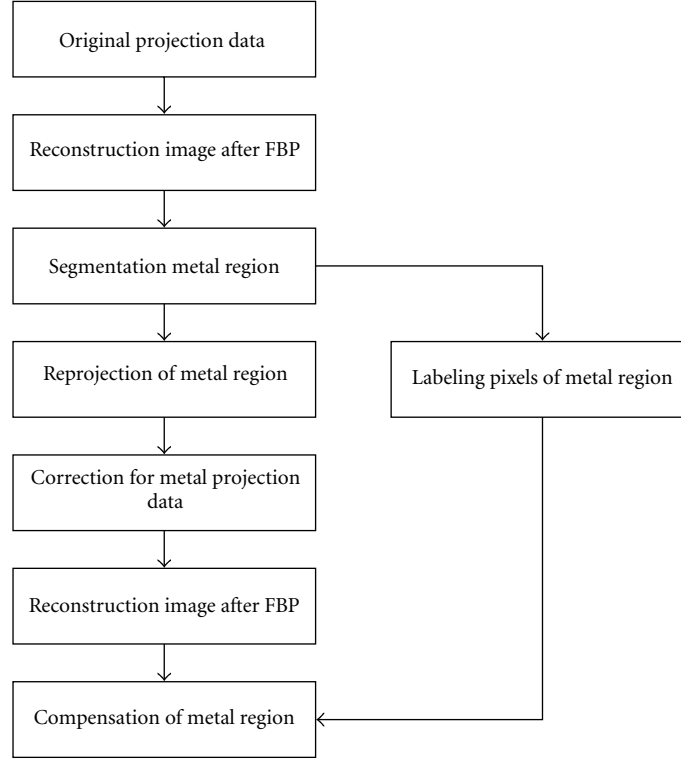 Original projection data
Reconstruction image after FBP
Segmentation metal region
Reprojection of metal region
Labeling pixels of metal region
Correction for metal projection
data
Reconstruction image after FBP
Compensation of metal region